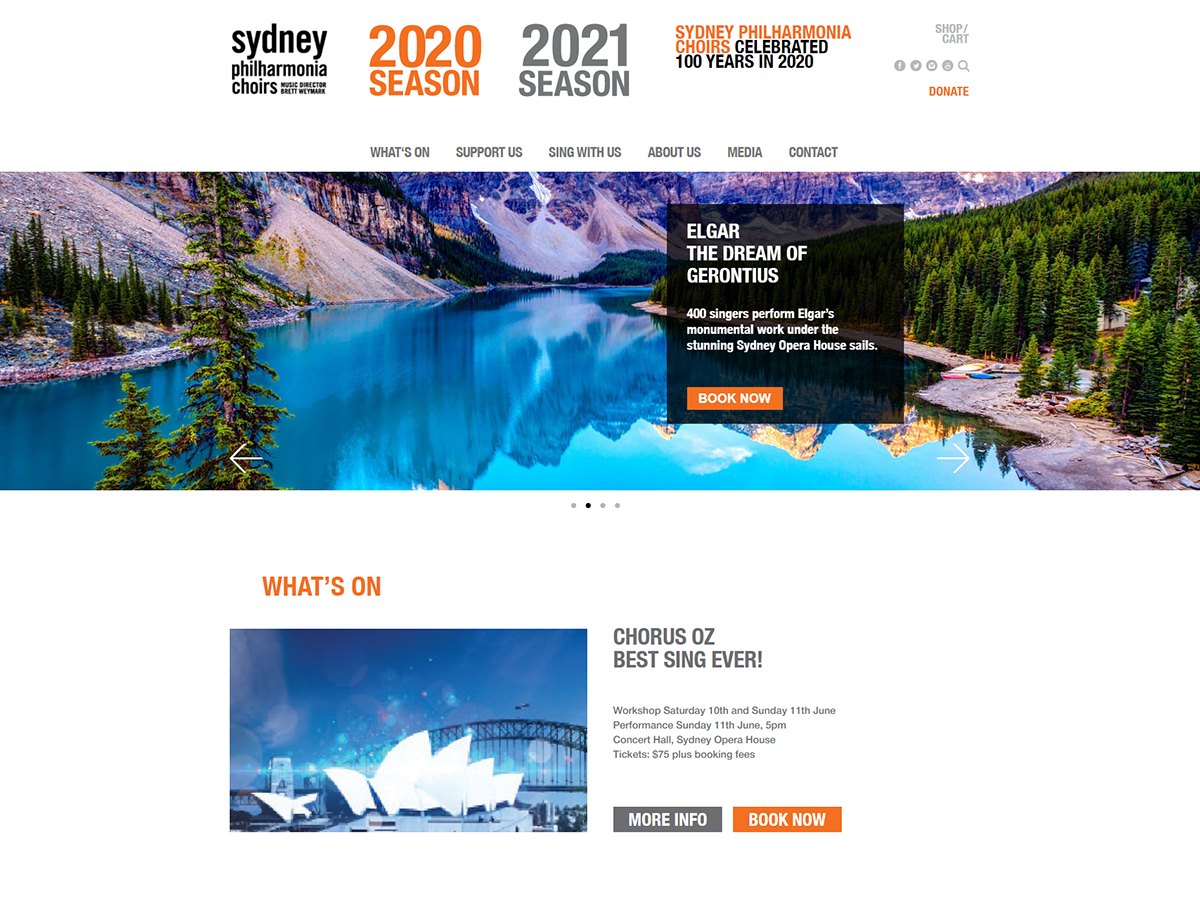 sydney
philharmonia
choirs MUSIC DIRECTOR
BRETT WEYMARK
2020
SEASON
2021
SEASON
SYDNEY PHILHARMONIA
CHOIRS CELEBRATED
100 YEARS IN 2020
SHOP/
CART
DONATE
WHAT‘S ON SUPPORT US SING WITH US ABOUT US MEDIA CONTACT
ELGAR
THE DREAM OF
GERONTIUS
400 singers perform Elgar’s
monumental work under the
stunning Sydney Opera House sails.
BOOK NOW
WHAT’S ON
CHORUS OZ
BEST SING EVER!
Workshop Saturday 10th and Sunday 11th June
Performance Sunday 11th June, 5pm
Concert Hall, Sydney Opera House
Tickets: $75 plus booking fees
MORE INFO BOOK NOW